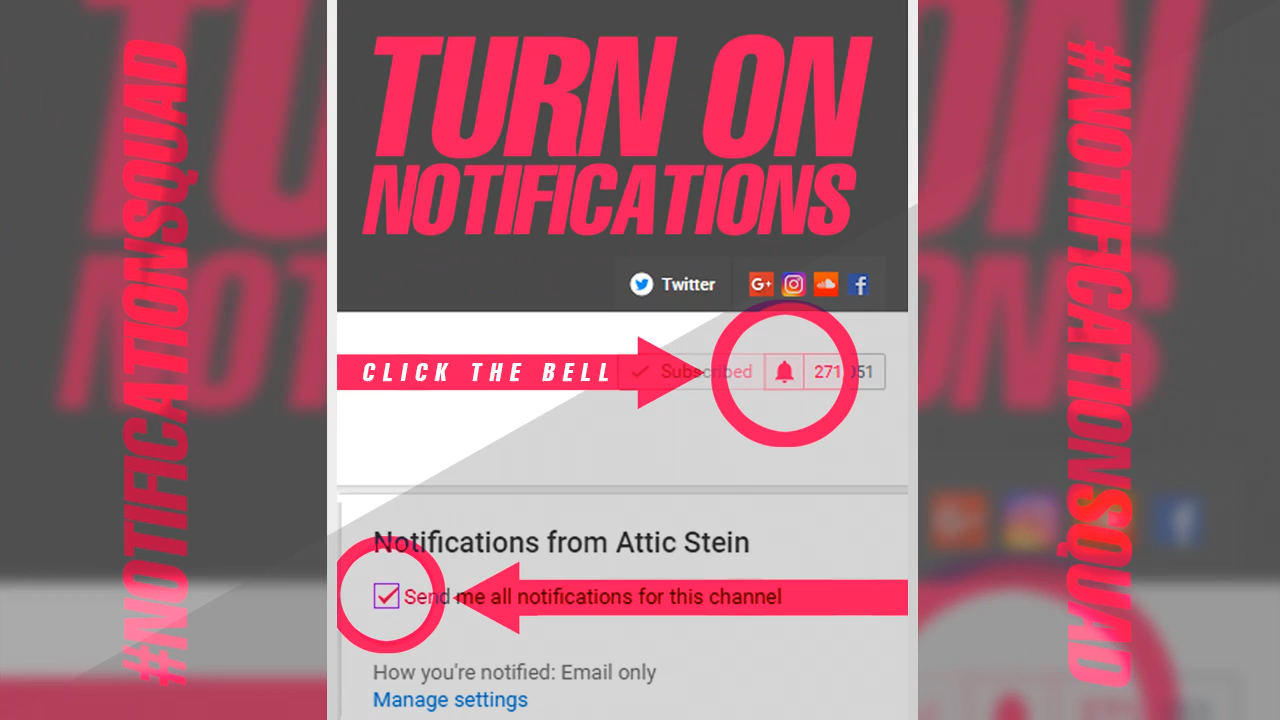 #NOTIFICATIONSQUAD
TURN ON
NOTIFICATIONS
Twitter
G+
f
CLICK THE BELL
Subscribed
271
051
Notifications from Attic Stein
Send me all notifications for this channel
How you're notified: Email only
Manage settings
#NOTIFICATIONSQUAD